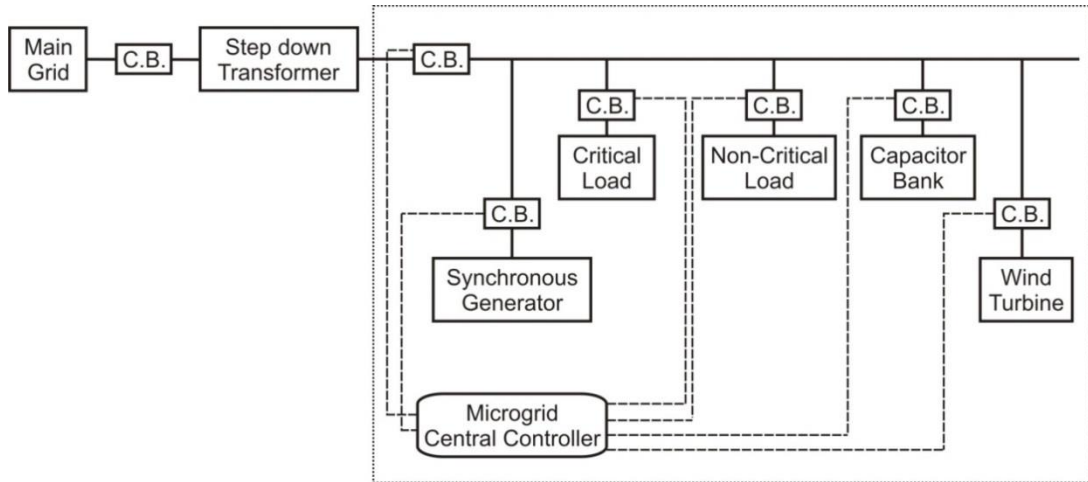 Main
Grid
C.B.
Step down
Transformer
C.B.
C.B.
Critical
Load
C.B.
Non-Critical
Load
C.B.
Capacitor
Bank
C.B.
Synchronous
Generator
C.B.
Wind
Turbine
Microgrid
Central Controller